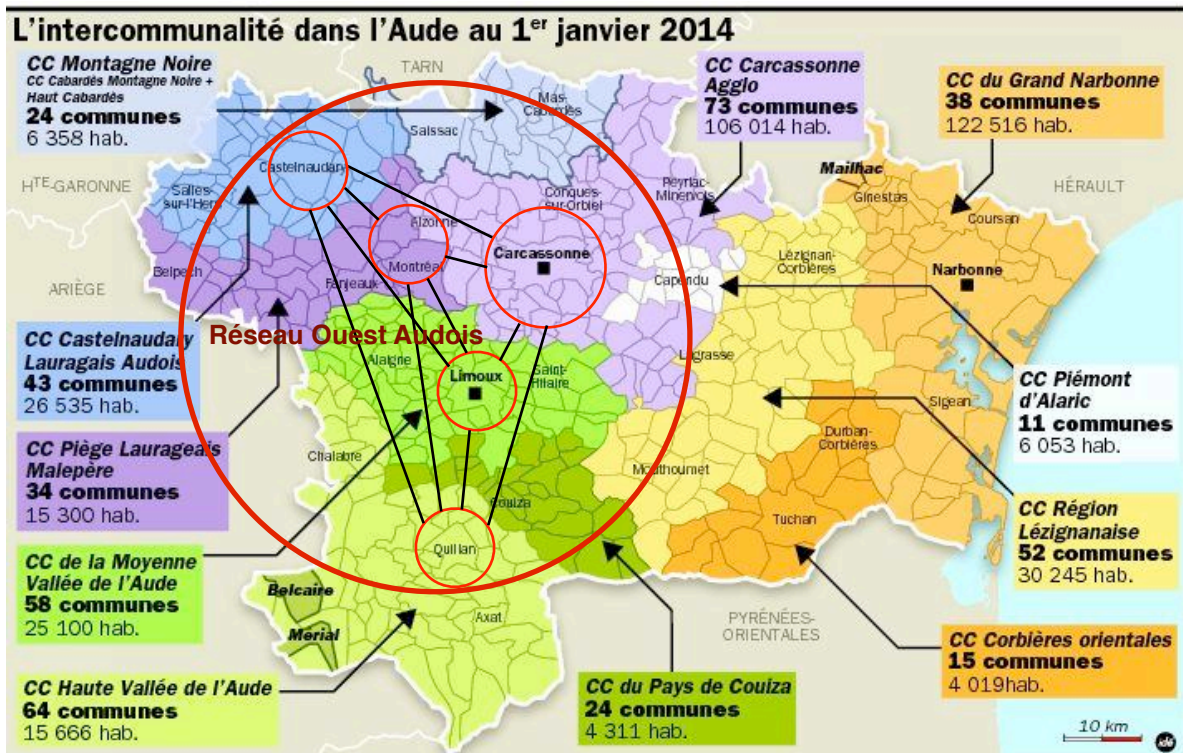 L'intercommunalité dans l'Aude au 1er janvier 2014
CC Montagne Noire
CC Cabardès Montagne Noire +
Haut Cabardès
24 communes
6 358 hab.
TARN
CC Carcassonne
Agglo
73 communes
106 014 hab.
CC du Grand Narbonne
38 communes
122 516 hab.
HTE-GARONNE
HÉRAULT
ARIÈGE
Mas-
Cabardès
Saissac
Castelnaudary
Salles-
sur-l'Hers
Conques-
sur-Orbiel
Peyriac-
Minervois
Mailhac
Ginestas
Coursan
Alzonne
Montréal
Carcassonne
Lézignan-
Corbières
Narbonne
Belpech
Fanjeaux
Capendu
Réseau Ouest Audois
CC Castelnaudary
Lauragais Audois
43 communes
26 535 hab.
Alaigne
Limoux
Saint-
Hilaire
Lagrasse
CC Piémont
d'Alaric
11 communes
6 053 hab.
Sigean
Durban-
Corbières
CC Piège Laurageais
Malepère
34 communes
15 300 hab.
Chalabre
Couiza
Mouthoumet
Tuchan
CC Région
Lézignanaise
52 communes
30 245 hab.
CC de la Moyenne
Vallée de l'Aude
58 communes
25 100 hab.
Quillan
Belcaire
Merial
Axat
PYRÉNÉES-
ORIENTALES
CC Haute Vallée de l'Aude
64 communes
15 666 hab.
CC du Pays de Couiza
24 communes
4 311 hab.
CC Corbières orientales
15 communes
4 019hab.
10 km
idé